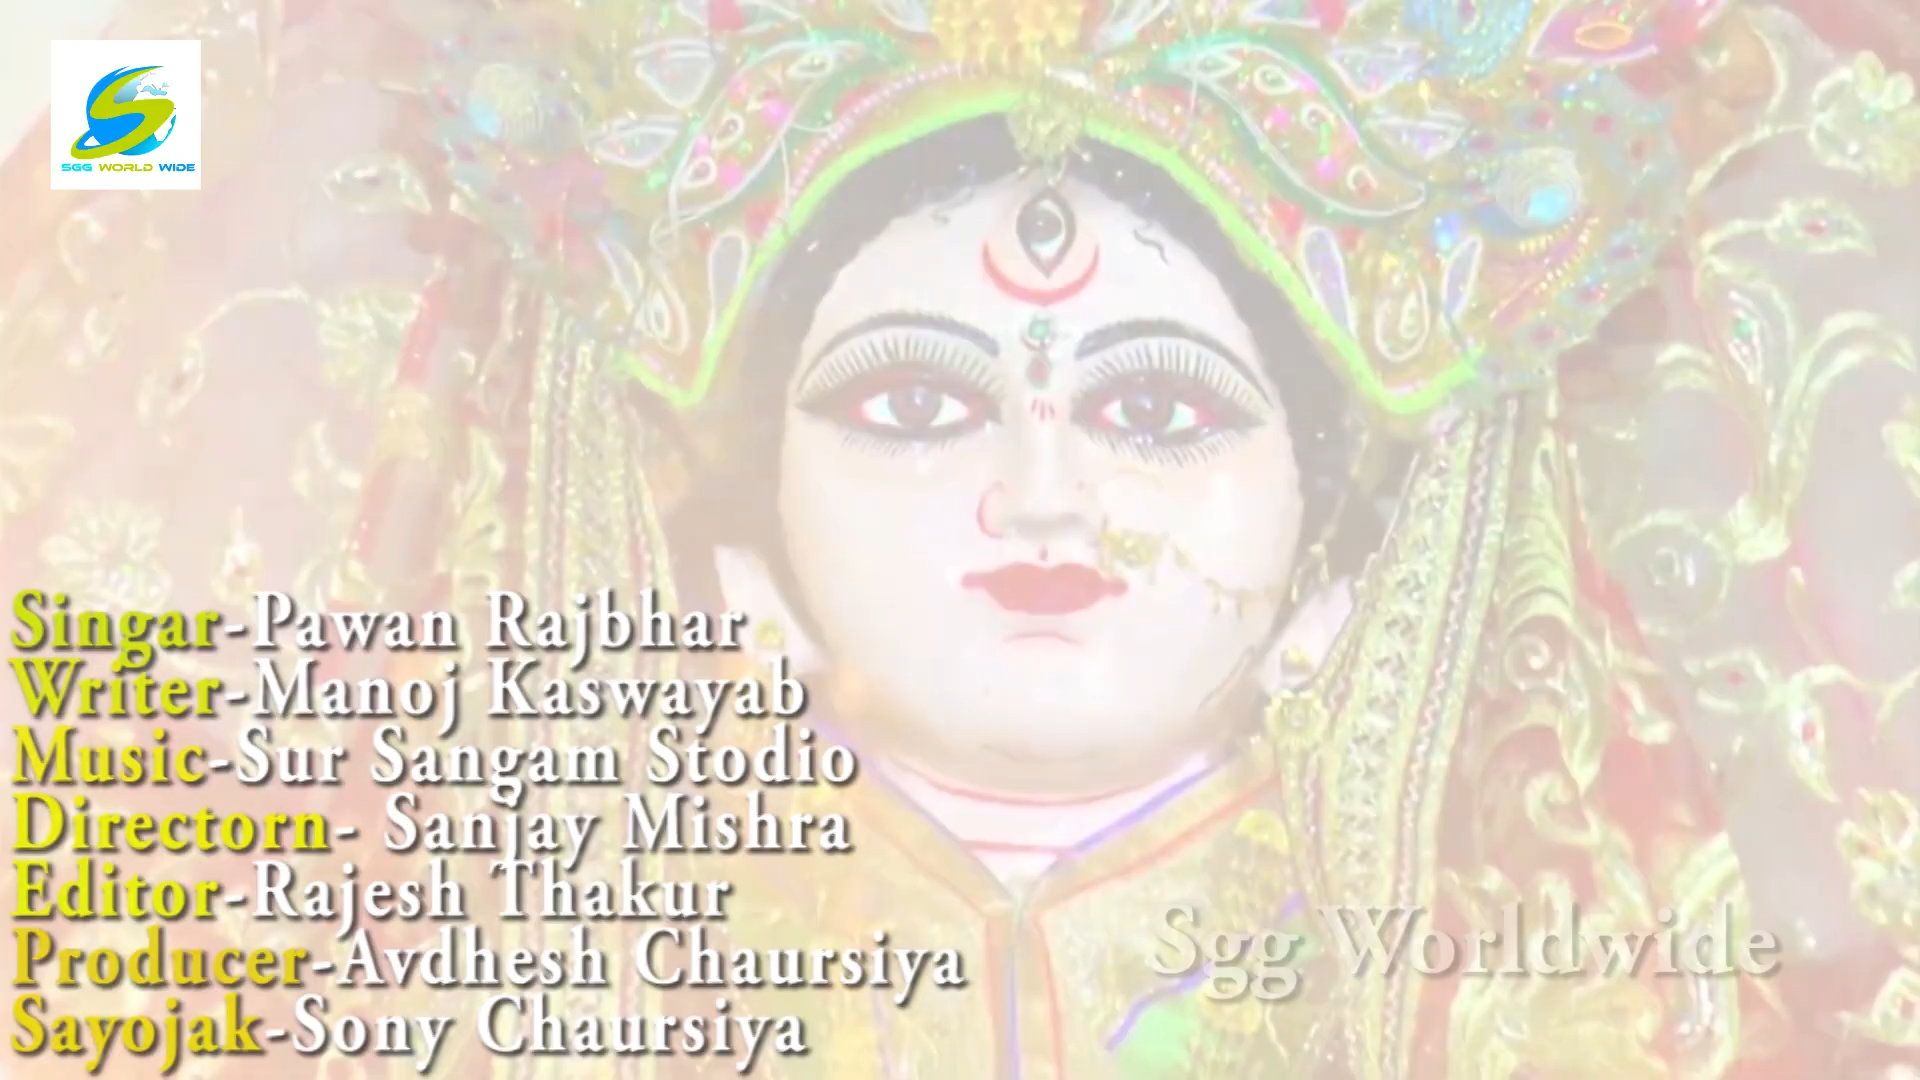 SGG WORLD WIDE
Singar-Pawan Rajbhar
Writer-Manoj Kaswayab
Music-Sur Sangam Stodio
Directorn- Sanjay Mishra
Editor-Rajesh Thakur
Producer-Avdhesh Chaursiya
Sayojak-Sony Chaursiya
Sgg Worldwide